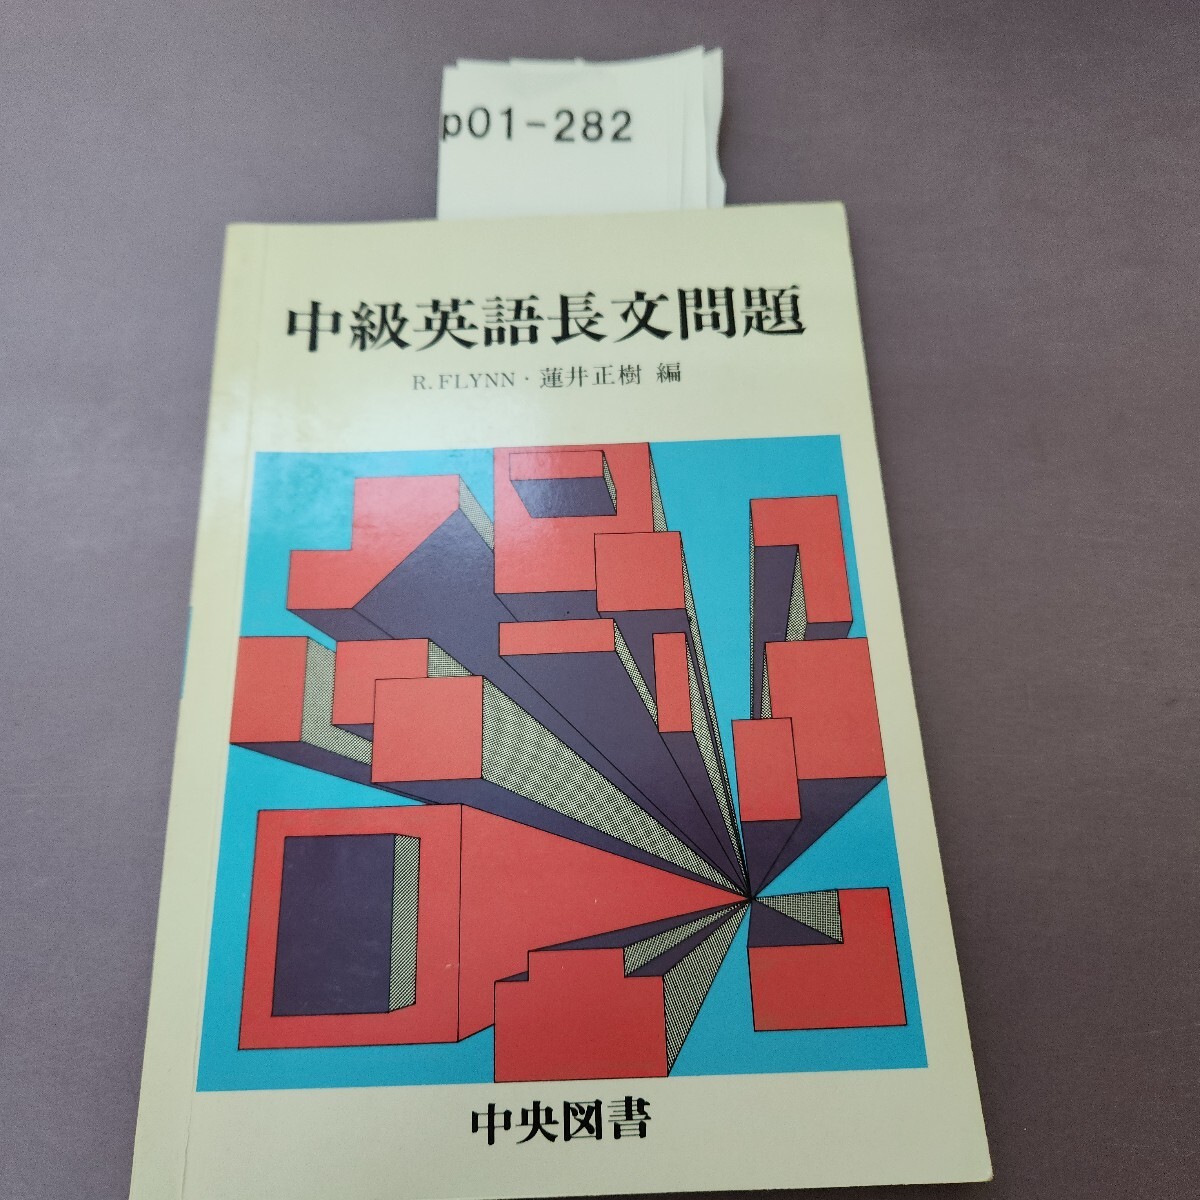 p01-282
中級英語長文問題
R.FLYNN・蓮井正樹 編
中央図書